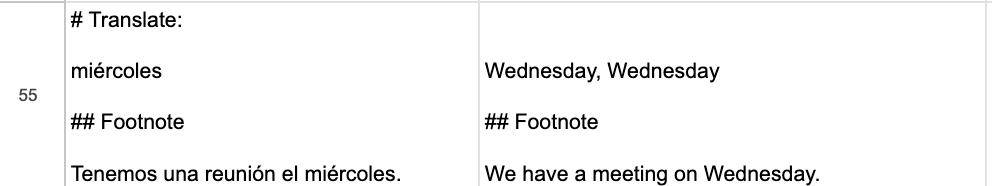 55
# Translate:
miércoles
## Footnote
Tenemos una reunión el miércoles.
Wednesday, Wednesday
## Footnote
We have a meeting on Wednesday.